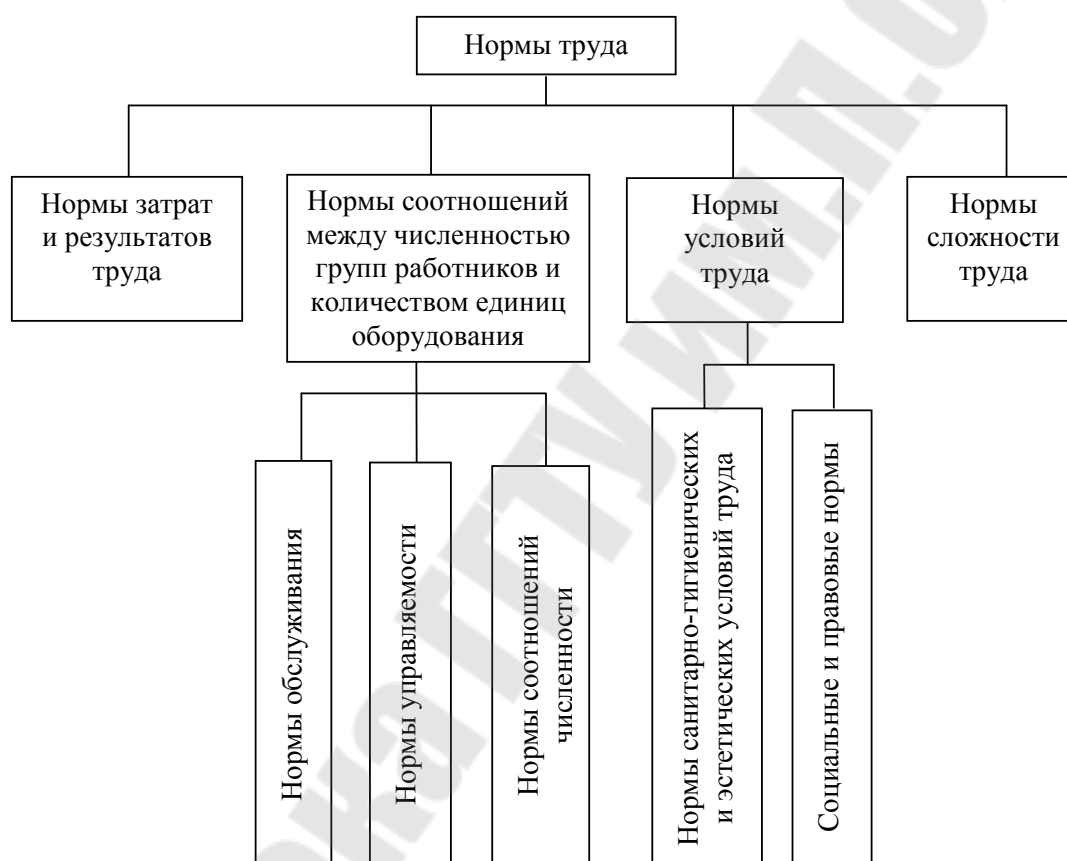 Нормы труда
Нормы затрат
и результатов
труда
Нормы соотношений
между численностью
групп работников и
количеством единиц
оборудования
Нормы
условий
труда
Нормы
сложности
труда
Нормы обслуживания
Нормы управляемости
Нормы соотношений
численности
Нормы санитарно-гигиенических
и эстетических условий труда
Социальные и правовые нормы